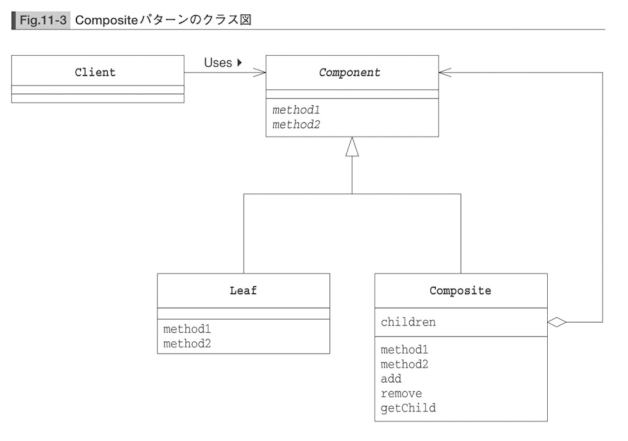 Fig.11-3 Compositeパターンのクラス図
Client
Uses
Component
method1
method2
Leaf
method1
method2
Composite
children
method1
method2
add
remove
getChild